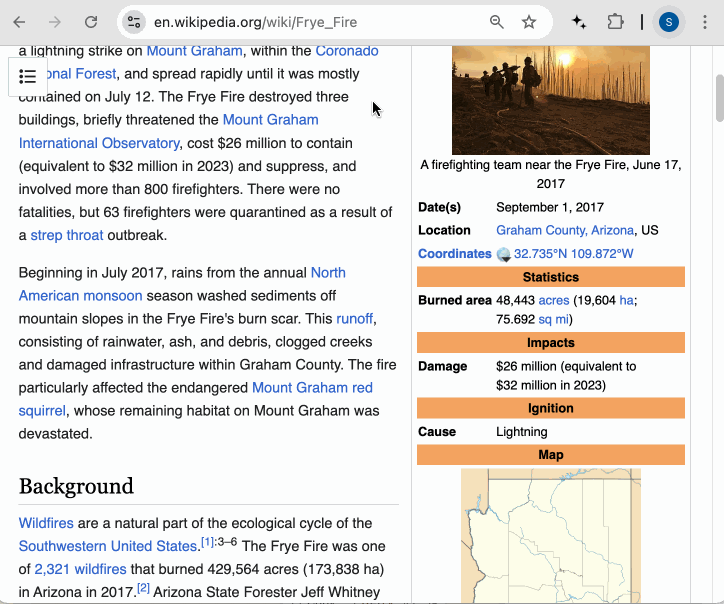 en.wikipedia.org/wiki/Frye_Fire
S
a lightning strike on Mount Graham, within the Coronado
onal Forest, and spread rapidly until it was mostly
contained on July 12. The Frye Fire destroyed three
buildings, briefly threatened the Mount Graham
International Observatory, cost $26 million to contain
(equivalent to $32 million in 2023) and suppress, and
involved more than 800 firefighters. There were no
fatalities, but 63 firefighters were quarantined as a result of
a strep throat outbreak.
Beginning in July 2017, rains from the annual North
American monsoon season washed sediments off
mountain slopes in the Frye Fire's burn scar. This runoff,
consisting of rainwater, ash, and debris, clogged creeks
and damaged infrastructure within Graham County. The fire
particularly affected the endangered Mount Graham red
squirrel, whose remaining habitat on Mount Graham was
devastated.
Background
Wildfires are a natural part of the ecological cycle of the
Southwestern United States.[1]:3–6 The Frye Fire was one
of 2,321 wildfires that burned 429,564 acres (173,838 ha)
in Arizona in 2017.[2] Arizona State Forester Jeff Whitney
A firefighting team near the Frye Fire, June 17,
2017
Date(s) September 1, 2017
Location Graham County, Arizona, US
Coordinates 32.735°N 109.872°W
Statistics
Burned area 48,443 acres (19,604 ha;
75.692 sq mi)
Impacts
Damage $26 million (equivalent to
$32 million in 2023)
Ignition
Cause Lightning
Map